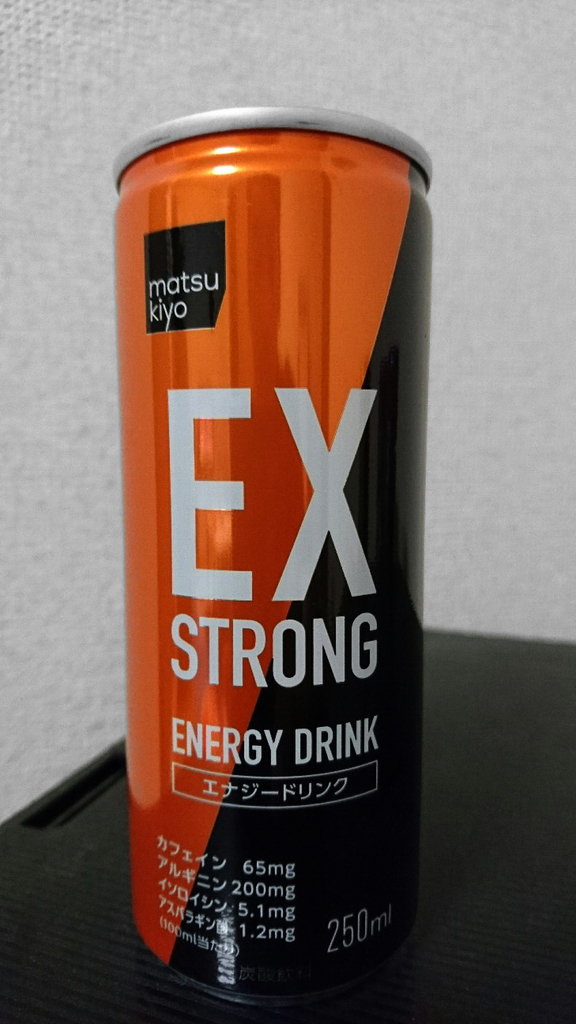 matsu
kiyo
EX
STRONG
ENERGY DRINK
エナジードリンク
カフェイン 65mg
アルギニン 200mg
イソロイシン 5.1mg
アスパラギン酸 1.2mg
(100ml当たり)
250ml
炭酸飲料